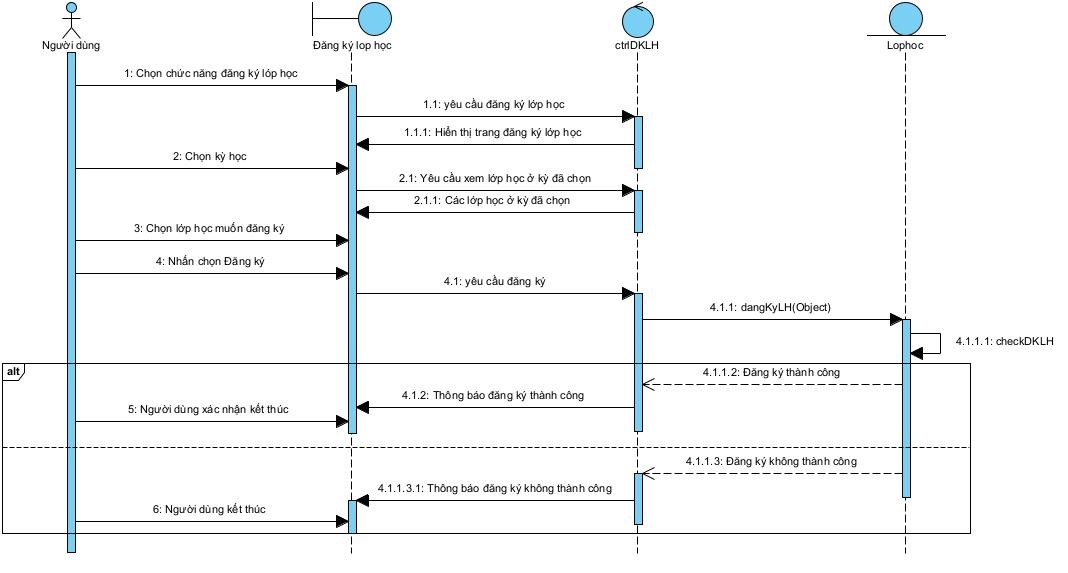 Người dùng
Đăng ký lop học
ctrlDKLH
Lophoc
1: Chọn chức năng đăng ký lóp học
1.1: yêu cầu đăng ký lớp học
1.1.1: Hiển thị trang đăng ký lớp học
2: Chọn kỳ học
2.1: Yêu cầu xem lớp học ở kỳ đã chọn
2.1.1: Các lớp học ở kỳ đã chọn
3: Chọn lớp học muốn đăng ký
4: Nhấn chọn Đăng ký
4.1: yêu cầu đăng ký
4.1.1: dangKyLH(Object)
4.1.1.1: checkDKLH
alt
4.1.1.2: Đăng ký thành công
4.1.2: Thông báo đăng ký thành công
5: Người dùng xác nhận kết thúc
4.1.1.3: Đăng ký không thành công
4.1.1.3.1: Thông báo đăng ký không thành công
6: Người dùng kết thúc